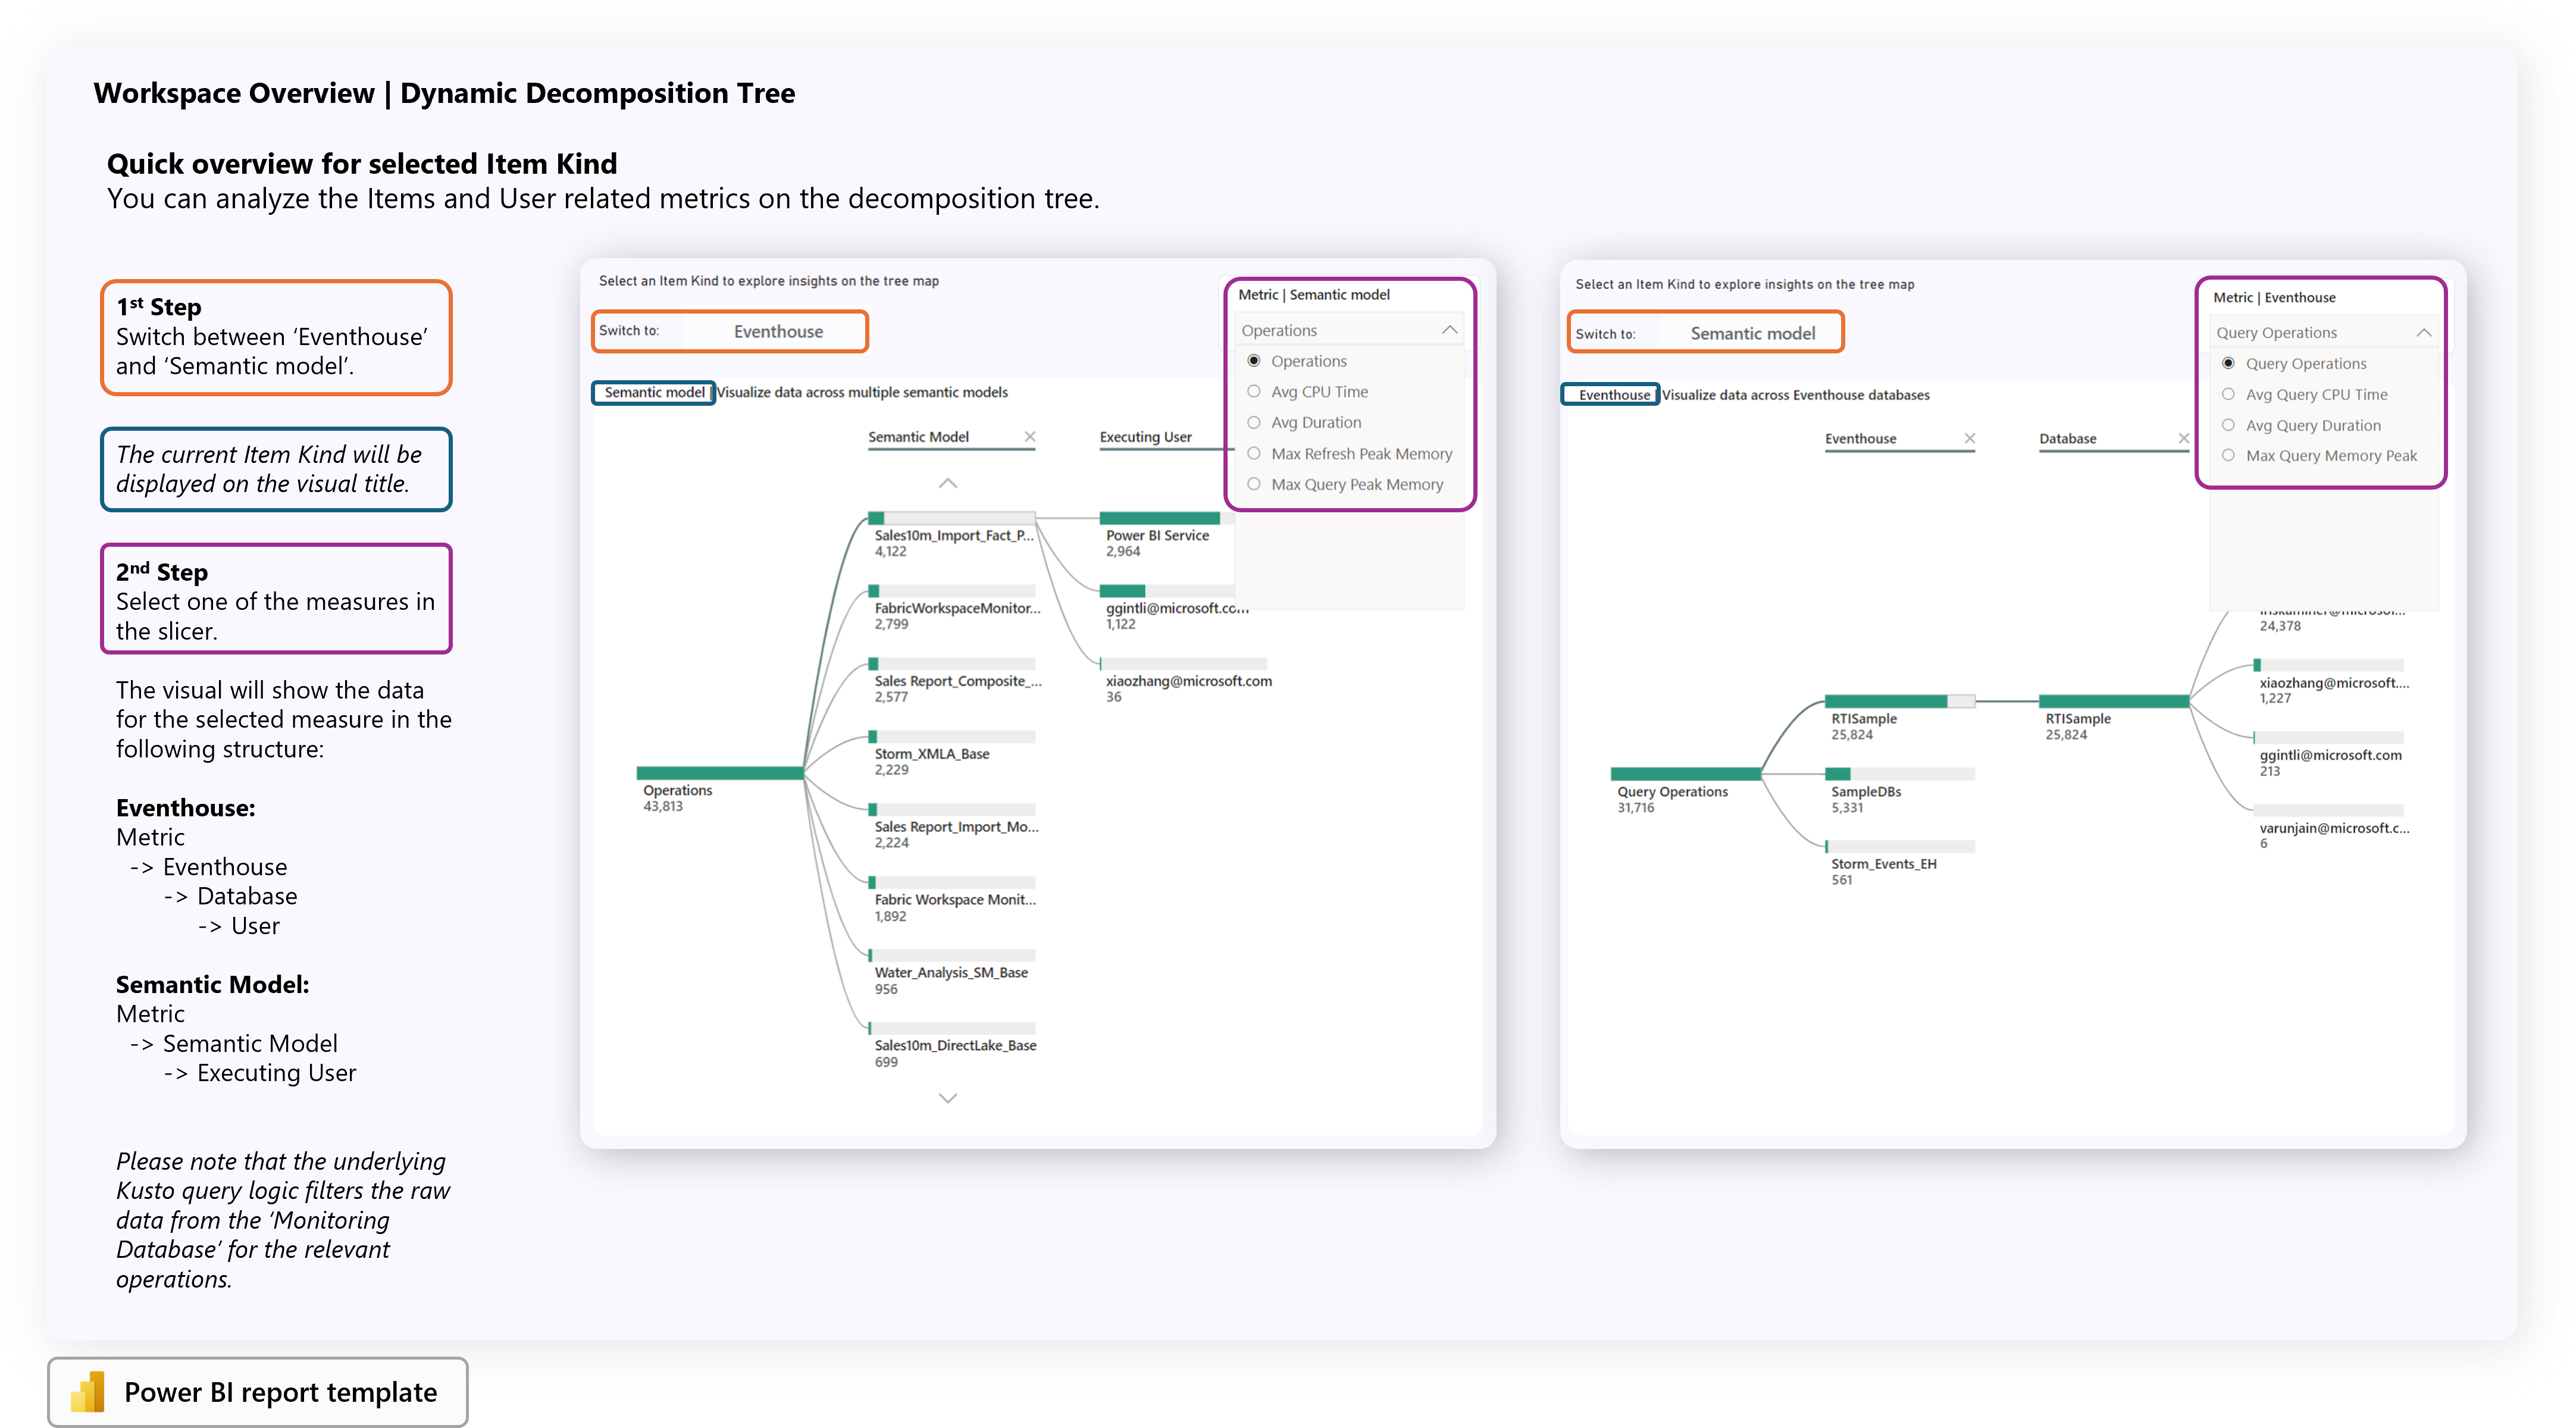 Workspace Overview | Dynamic Decomposition Tree
Quick overview for selected Item Kind
You can analyze the Items and User related metrics on the decomposition tree.
1st Step
Switch between ‘Eventhouse’
and ‘Semantic model’.
The current Item Kind will be
displayed on the visual title.
2nd Step
Select one of the measures in
the slicer.
The visual will show the data
for the selected measure in the
following structure:
Eventhouse:
Metric
-> Eventhouse
-> Database
-> User
Semantic Model:
Metric
-> Semantic Model
-> Executing User
Please note that the underlying
Kusto query logic filters the raw
data from the ‘Monitoring
Database’ for the relevant
operations.
Select an Item Kind to explore insights on the tree map
Switch to: Eventhouse
Metric | Semantic model
Operations
Operations
Avg CPU Time
Avg Duration
Max Refresh Peak Memory
Max Query Peak Memory
Semantic model | Visualize data across multiple semantic models
Semantic Model
Executing User
Operations
43,813
Sales10m_Import_Fact_P...
4,122
FabricWorkspaceMonitor...
2,799
Sales Report_Composite_...
2,577
Storm_XMLA_Base
2,229
Sales Report_Import_Mo...
2,224
Fabric Workspace Monit...
1,892
Water_Analysis_SM_Base
956
Sales10m_DirectLake_Base
699
Power BI Service
2,964
ggintli@microsoft.com
1,122
xiaozhang@microsoft.com
36
Select an Item Kind to explore insights on the tree map
Switch to: Semantic model
Metric | Eventhouse
Query Operations
Query Operations
Avg Query CPU Time
Avg Query Duration
Max Query Memory Peak
Eventhouse | Visualize data across Eventhouse databases
Eventhouse
Database
Query Operations
31,716
RTISample
25,824
SampleDBs
5,331
Storm_Events_EH
561
RTISample
25,824
24,378
xiaozhang@microsoft....
1,227
ggintli@microsoft.com
213
varunjain@microsoft.c...
6
Power BI report template